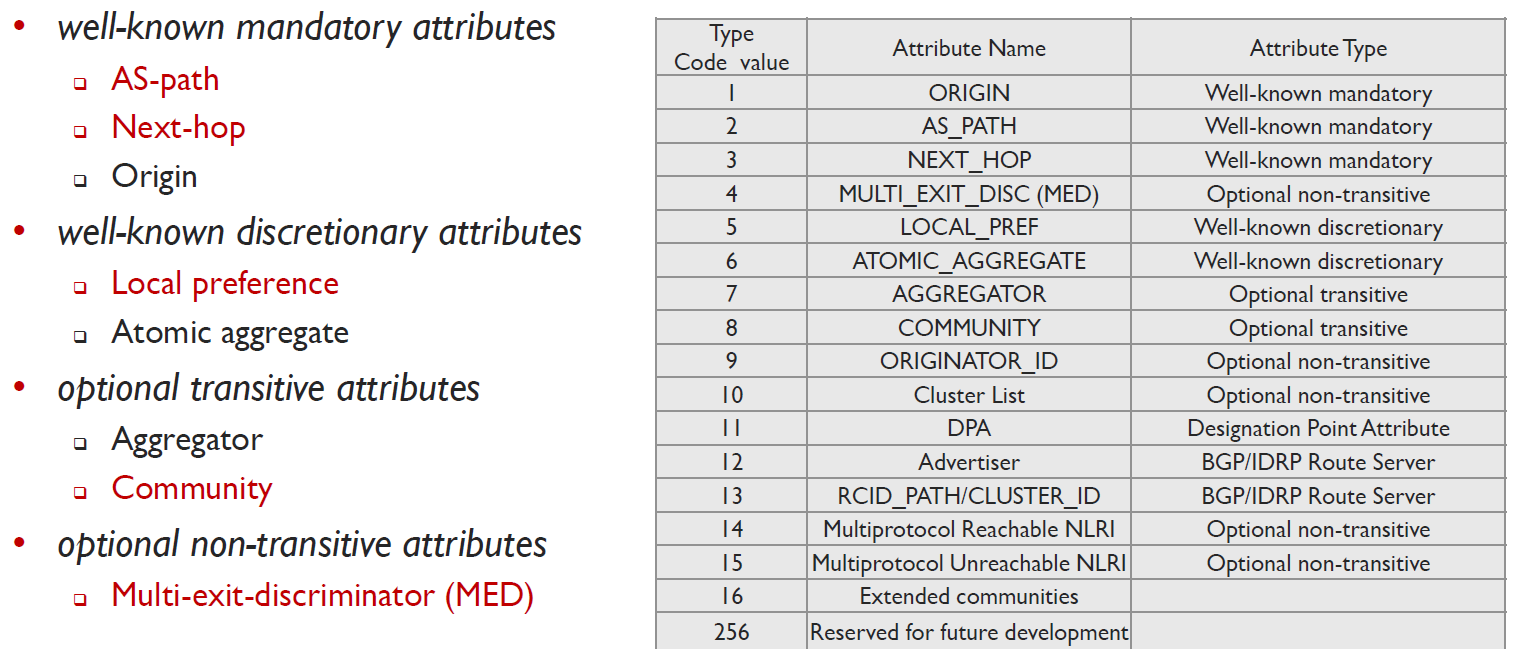 • well-known mandatory attributes
❑ AS-path
❑ Next-hop
❑ Origin
• well-known discretionary attributes
❑ Local preference
❑ Atomic aggregate
• optional transitive attributes
❑ Aggregator
❑ Community
• optional non-transitive attributes
❑ Multi-exit-discriminator (MED)
Type Code value | Attribute Name | Attribute Type
1 | ORIGIN | Well-known mandatory
2 | AS_PATH | Well-known mandatory
3 | NEXT_HOP | Well-known mandatory
4 | MULTI_EXIT_DISC (MED) | Optional non-transitive
5 | LOCAL_PREF | Well-known discretionary
6 | ATOMIC_AGGREGATE | Well-known discretionary
7 | AGGREGATOR | Optional transitive
8 | COMMUNITY | Optional transitive
9 | ORIGINATOR_ID | Optional non-transitive
10 | Cluster List | Optional non-transitive
11 | DPA | Designation Point Attribute
12 | Advertiser | BGP/IDRP Route Server
13 | RCID_PATH/CLUSTER_ID | BGP/IDRP Route Server
14 | Multiprotocol Reachable NLRI | Optional non-transitive
15 | Multiprotocol Unreachable NLRI | Optional non-transitive
16 | Extended communities
256 | Reserved for future development